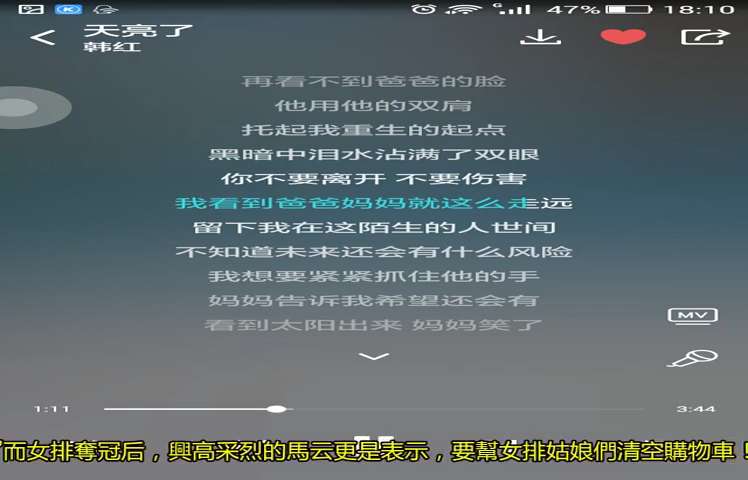 47% 18:10
天亮了
韩红
再看不到爸爸的脸
他用他的双肩
托起我重生的起点
黑暗中泪水沾满了双眼
你不要离开 不要伤害
我看到爸爸妈妈就这么走远
留下我在这陌生的人世间
不知道未来还会有什么风险
我想要紧紧抓住他的手
妈妈告诉我希望还会有
看到太阳出来 妈妈笑了
MV
1:11 3:44
而女排奪冠后，興高采烈的馬云更是表示，要幫女排姑娘們清空購物車！